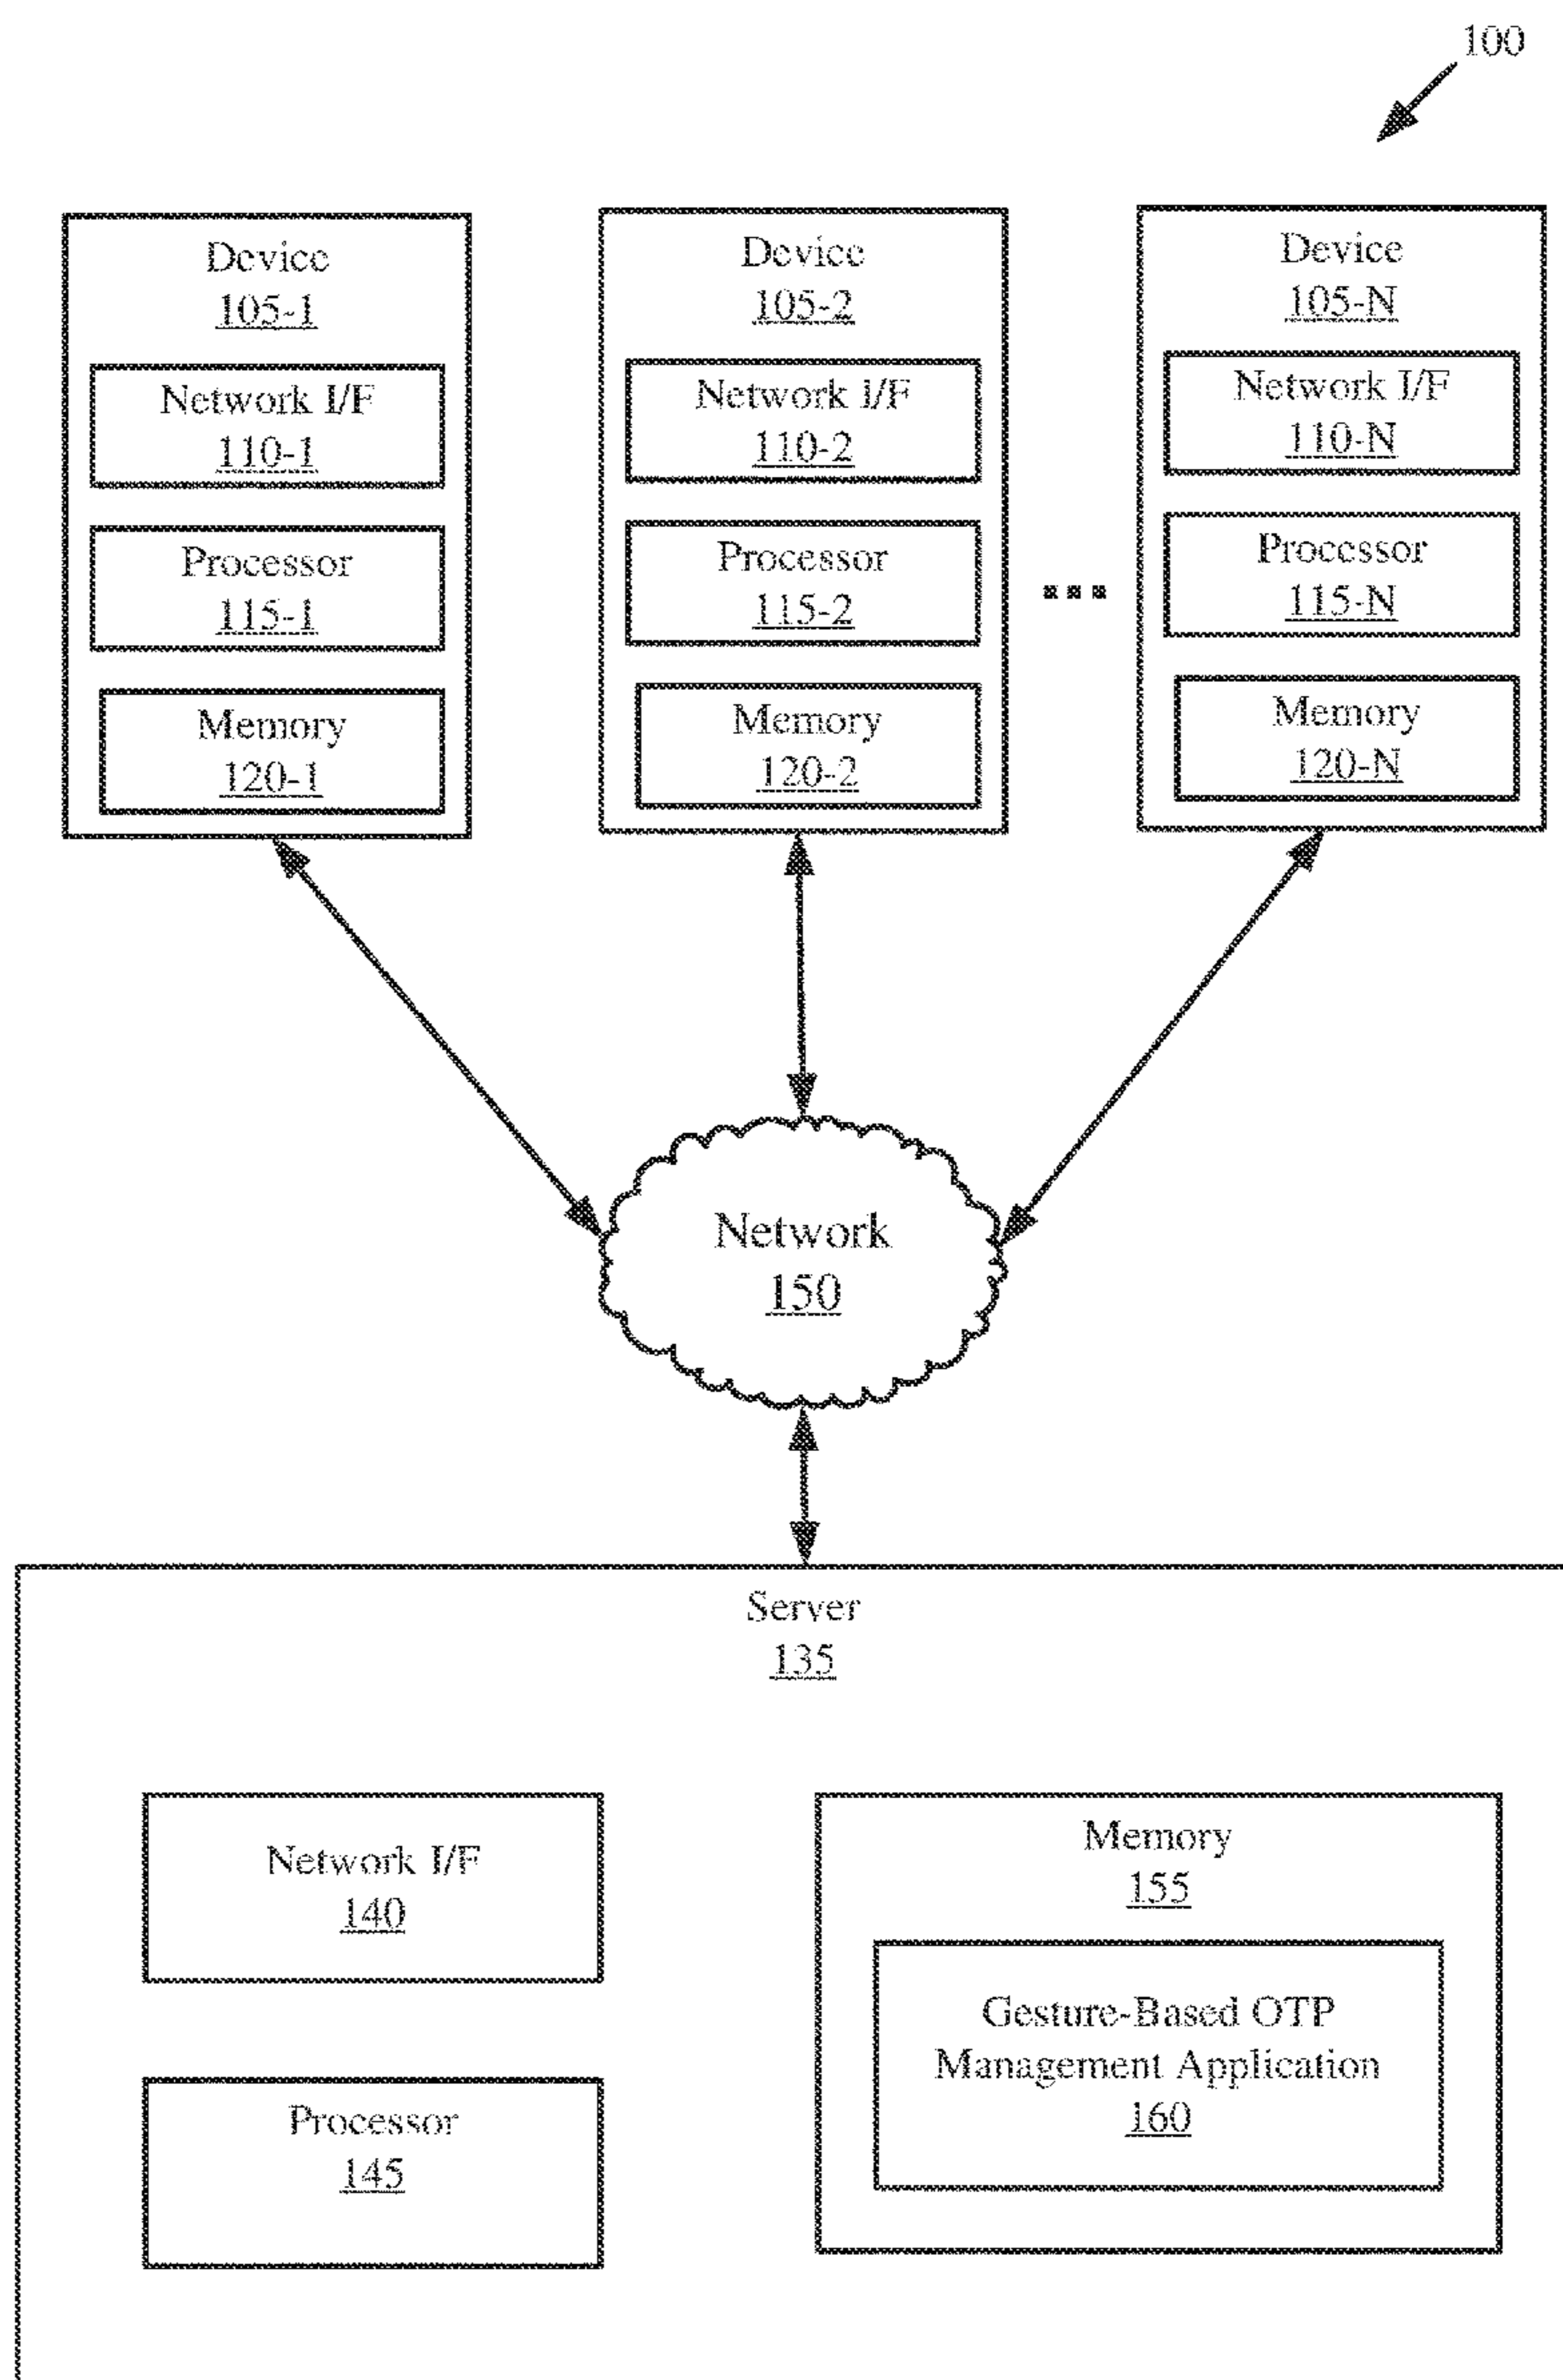 100
Device
105-1
Network I/F
110-1
Processor
115-1
Memory
120-1
Device
105-2
Network I/F
110-2
Processor
115-2
Memory
120-2
...
Device
105-N
Network I/F
110-N
Processor
115-N
Memory
120-N
Network
150
Server
135
Network I/F
140
Processor
145
Memory
155
Gesture-Based OTP
Management Application
160